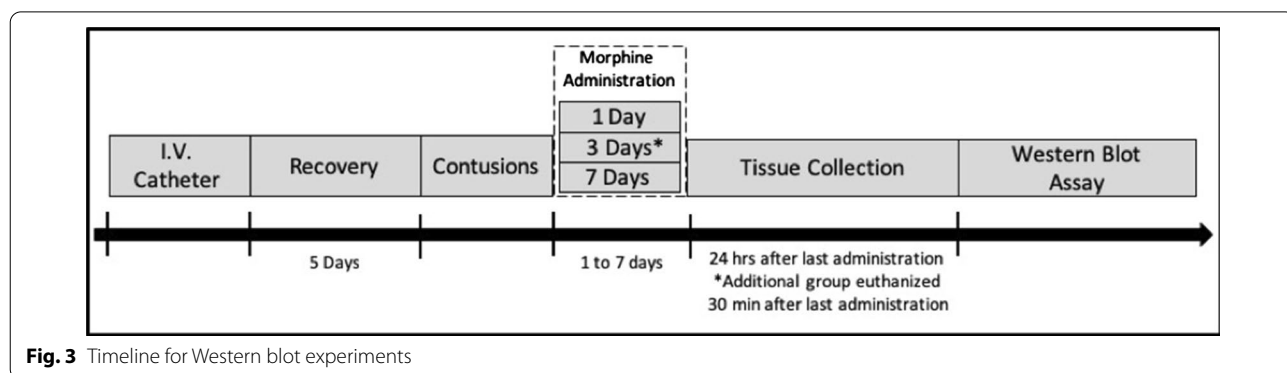 Morphine
Administration
1 Day
3 Days*
7 Days
I.V.
Catheter
Recovery
Contusions
Tissue Collection
Western Blot
Assay
5 Days
1 to 7 days
24 hrs after last administration
*Additional group euthanized
30 min after last administration
Fig. 3 Timeline for Western blot experiments